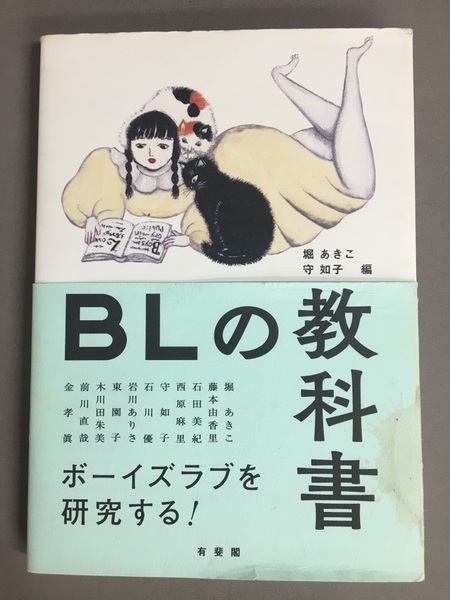 堀 あきこ
守 如子 編
BLの教科書
堀 あきこ
藤本由香里
石田美紀
西原麻里
守 如子
石川 優
岩川ありさ
東 園子
木川田朱美
前川直哉
金 孝眞
ボーイズラブを
研究する!
有斐閣